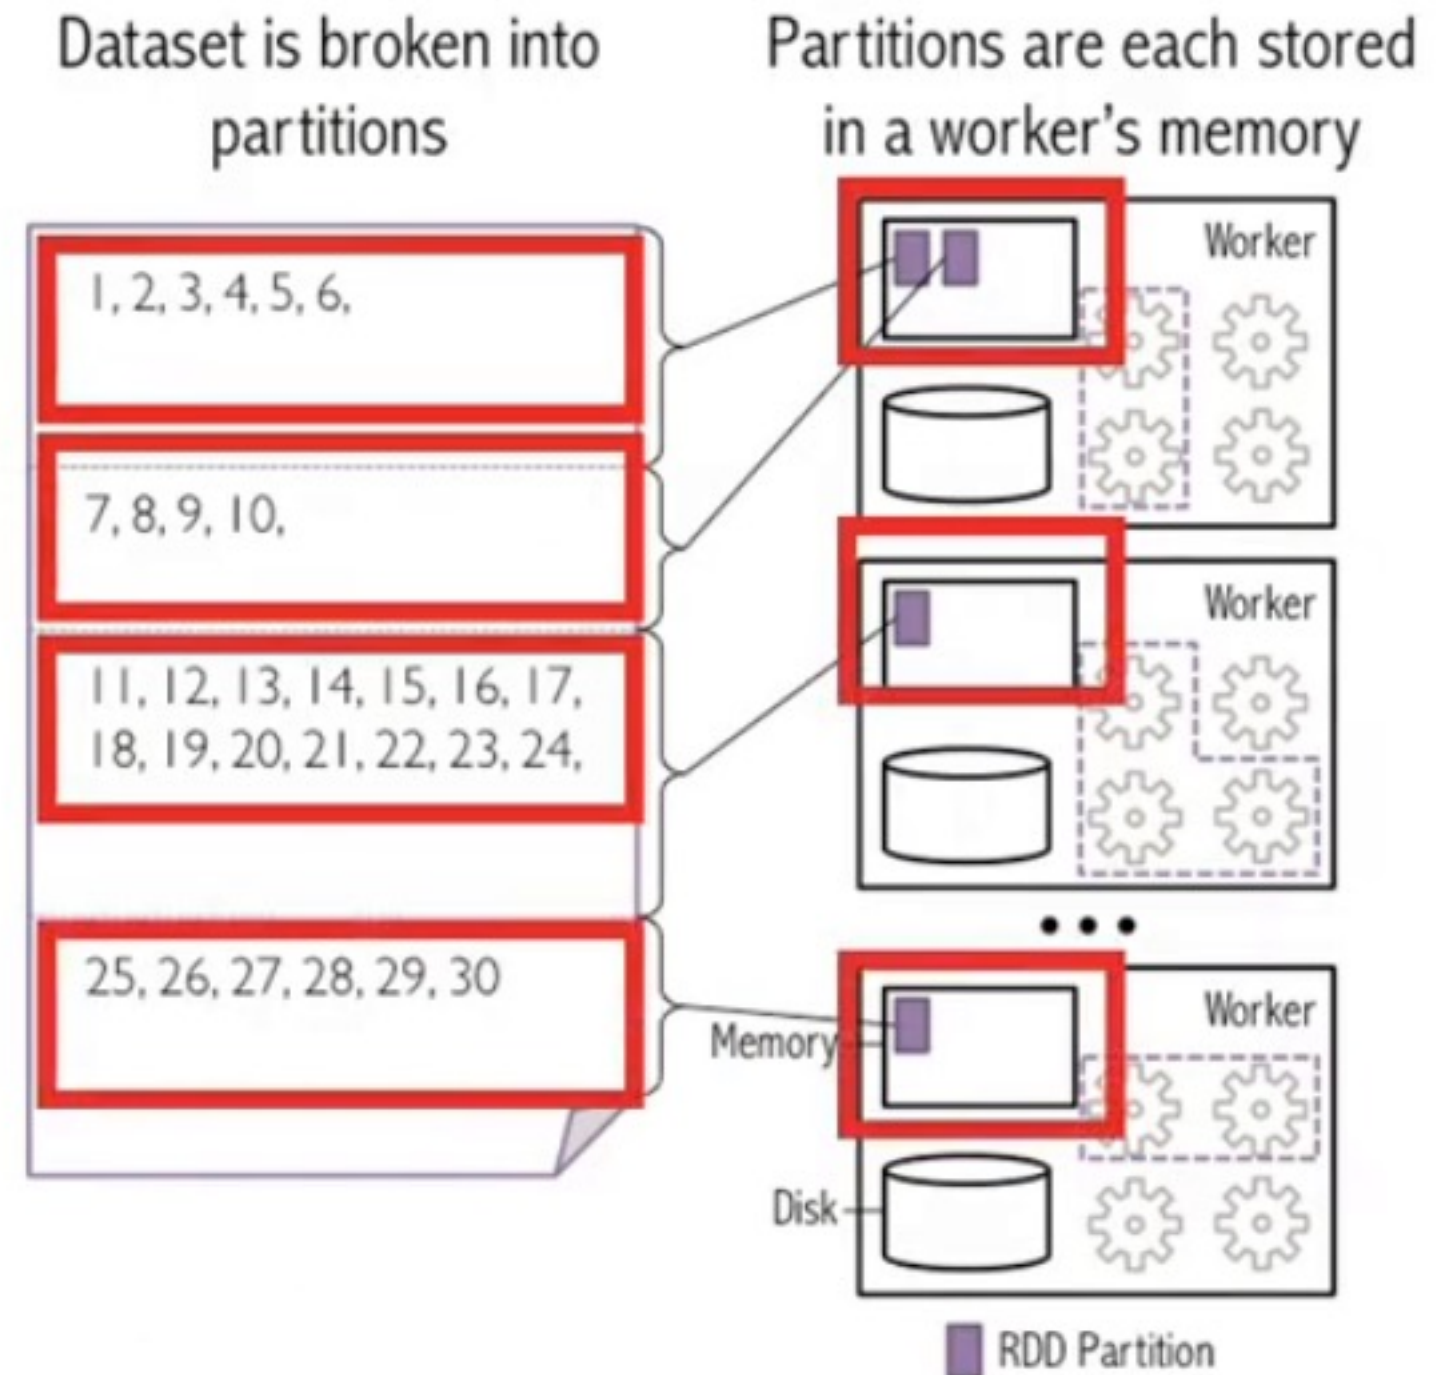 Dataset is broken into
partitions
1, 2, 3, 4, 5, 6,
7, 8, 9, 10,
11, 12, 13, 14, 15, 16, 17,
18, 19, 20, 21, 22, 23, 24,
25, 26, 27, 28, 29, 30
Partitions are each stored
in a worker's memory
Worker
Worker
• • •
Worker
Memory
Disk
RDD Partition